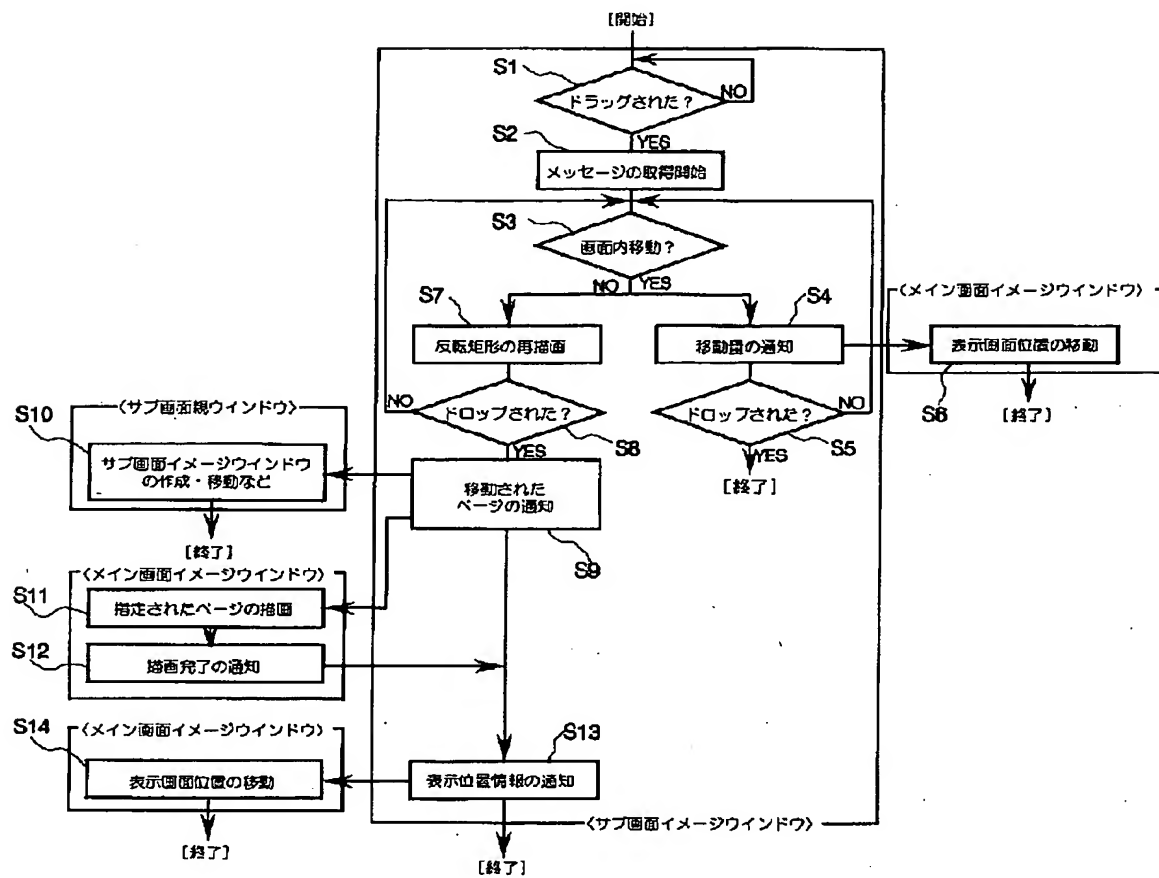 [開始]
S1
ドラッグされた?
NO
S2
YES
メッセージの取得開始
S3
画面内移動?
NO
YES
S7
S4
〈メイン画面イメージウインドウ〉
反転矩形の再描画
移動量の通知
表示画面位置の移動
S6
[終了]
NO
ドロップされた?
S8
YES
ドロップされた?
NO
S5
YES
[終了]
〈サブ画面親ウインドウ〉
S10
サブ画面イメージウインドウ
の作成・移動など
[終了]
移動された
ページの通知
S9
〈メイン画面イメージウインドウ〉
S11
指定されたページの描画
S12
描画完了の通知
〈メイン画面イメージウインドウ〉
S14
表示画面位置の移動
[終了]
S13
表示位置情報の通知
〈サブ画面イメージウインドウ〉
[終了]